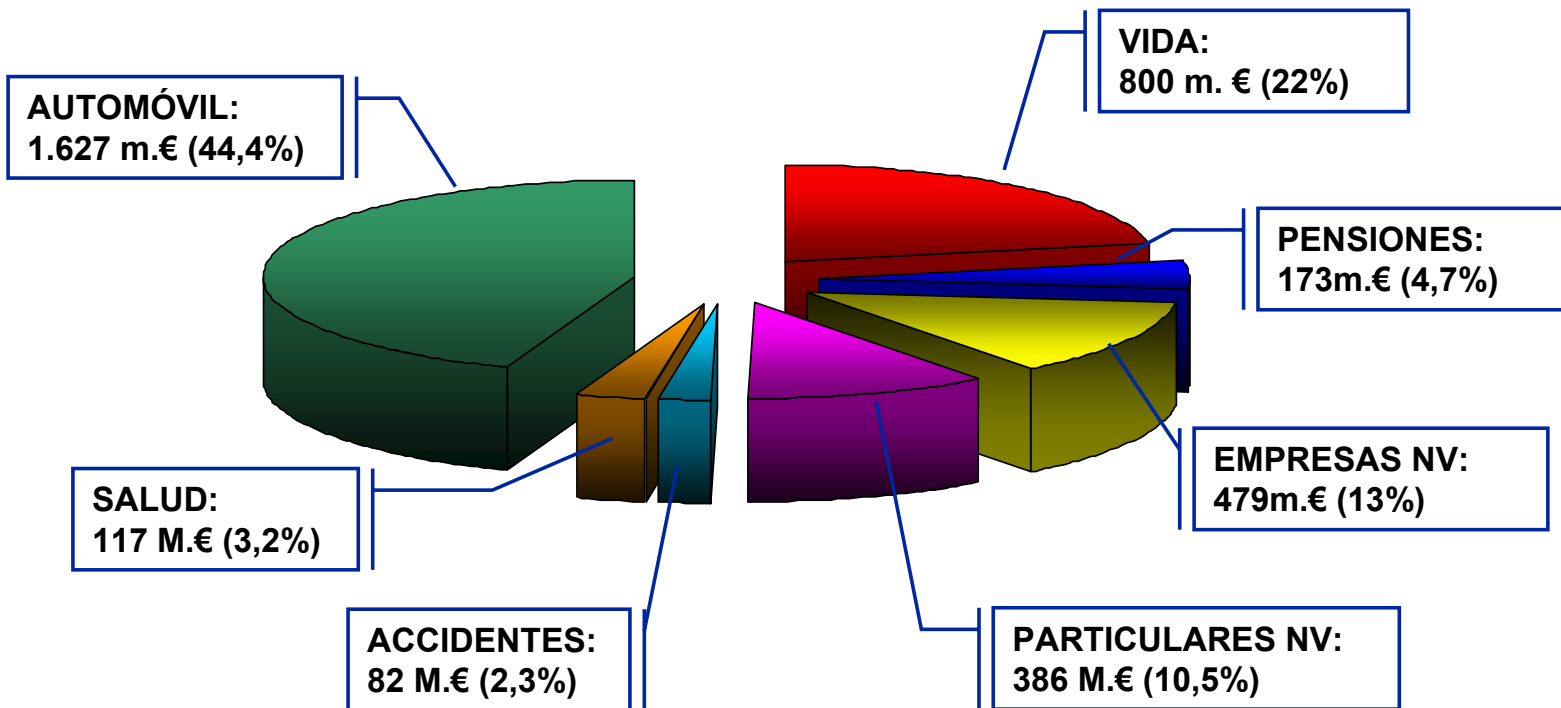 VIDA:
800 m. € (22%)
AUTOMÓVIL:
1.627 m.€ (44,4%)
PENSIONES:
173m.€ (4,7%)
EMPRESAS NV:
479m.€ (13%)
SALUD:
117 M.€ (3,2%)
ACCIDENTES:
82 M.€ (2,3%)
PARTICULARES NV:
386 M.€ (10,5%)